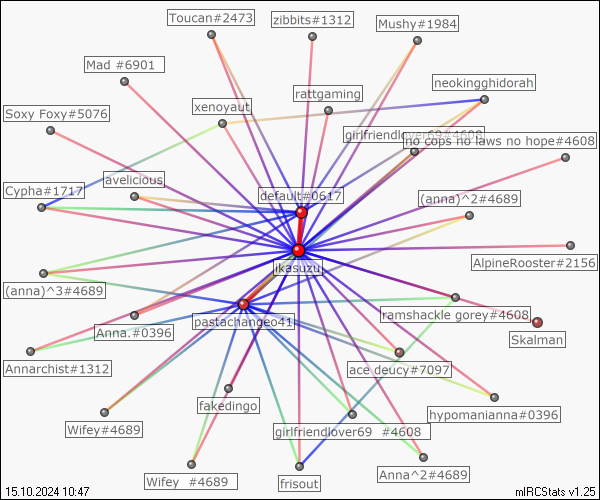 Toucan#2473
zibbits#1312
Mushy#1984
Mad #6901
neokingghidorah
rattgaming
xenoyaut
Soxy Foxy#5076
girlfriendlover69#4608
no cops no laws no hope#4608
avelicious
Cypha#1717
default#0617
(anna)^2#4689
likasuzu
AlpineRooster#2156
(anna)^3#4689
ramshackle gorey#4608
pastachangeo41
Anna.#0396
Skalman
Annarchist#1312
ace deucy#7097
fakedingo
hypomanianna#0396
Wifey#4689
girlfriendlover69 #4608
Anna^2#4689
Wifey #4689
frisout
15.10.2024 10:47
mIRCStats v1.25